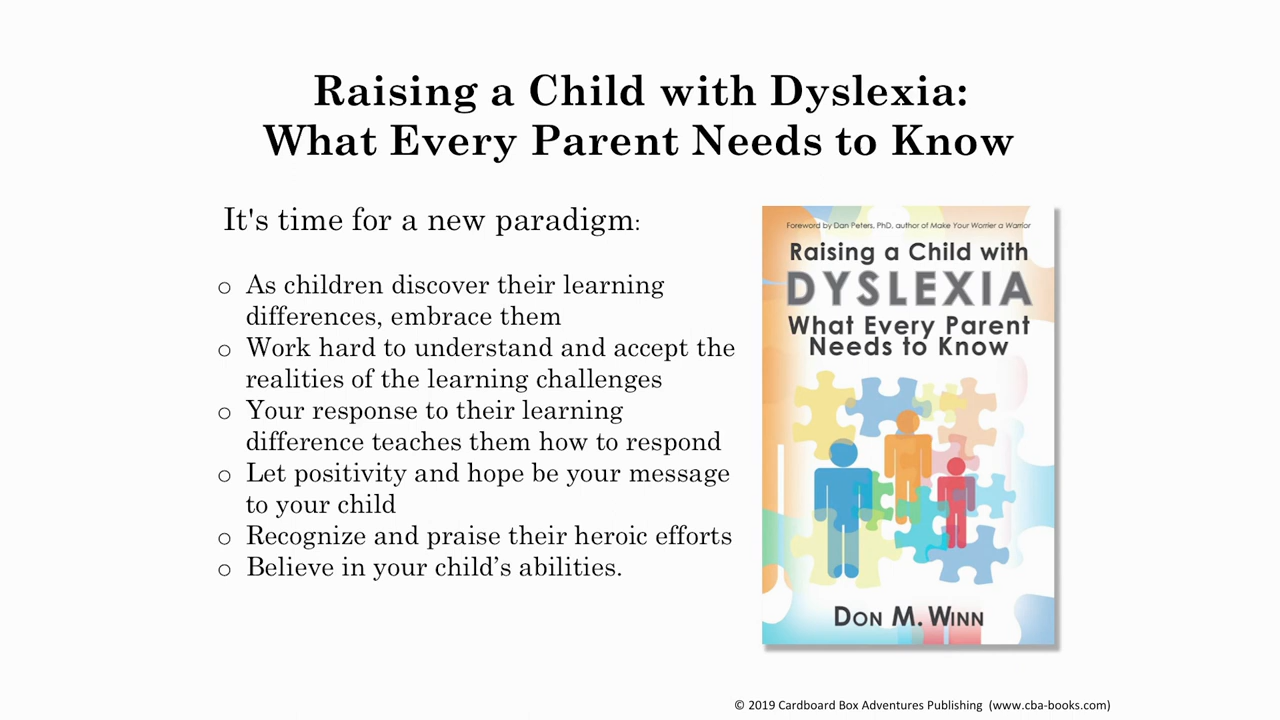 Raising a Child with Dyslexia:
What Every Parent Needs to Know
It's time for a new paradigm:
o As children discover their learning
differences, embrace them
o Work hard to understand and accept the
realities of the learning challenges
o Your response to their learning
difference teaches them how to respond
o Let positivity and hope be your message
to your child
o Recognize and praise their heroic efforts
o Believe in your child’s abilities.
Foreword by Dan Peters, PhD, author of Make Your Worrier a Warrior
Raising a Child with
DYSLEXIA
What Every Parent
Needs to Know
DON M. WINN
© 2019 Cardboard Box Adventures Publishing (www.cba-books.com)